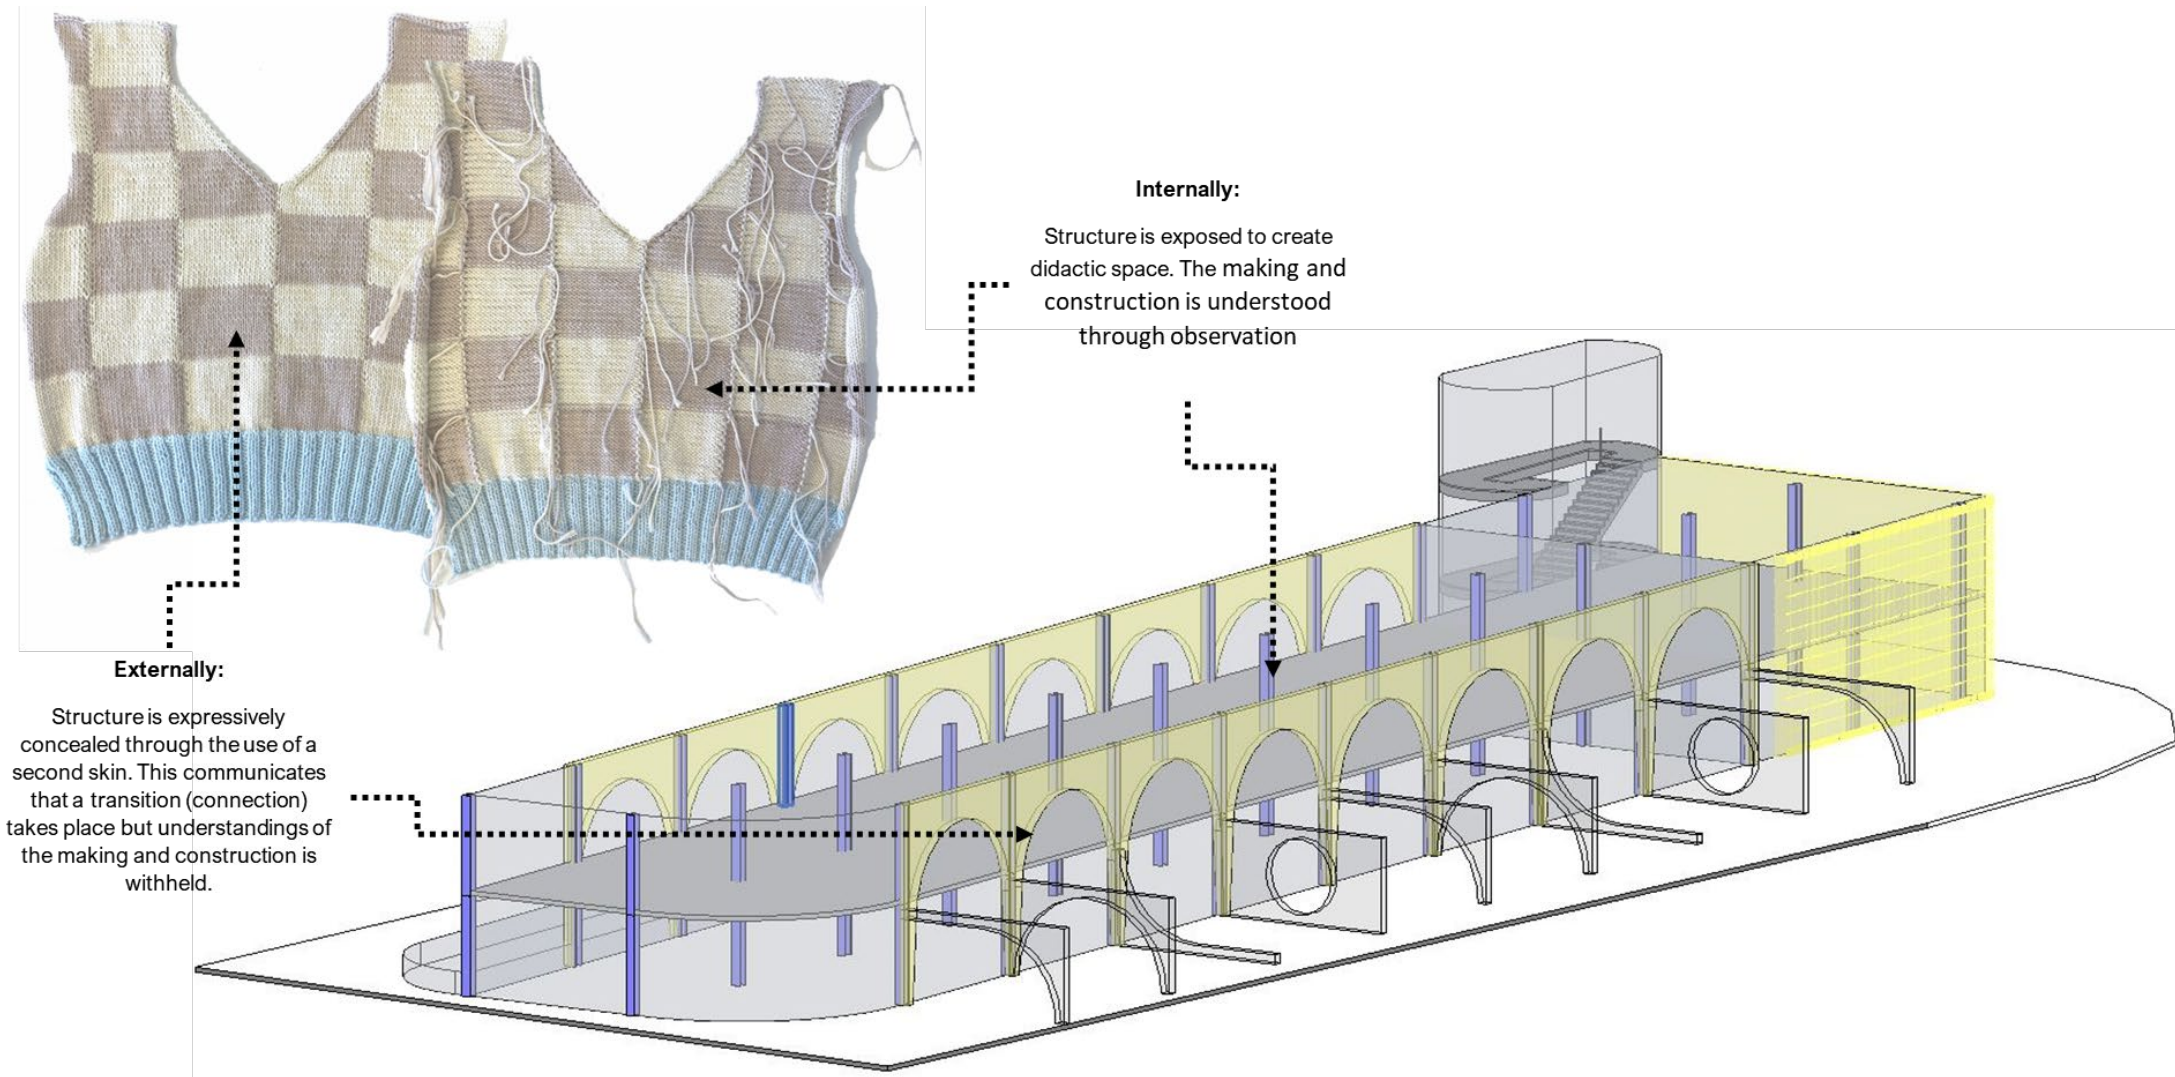 Internally:
Structure is exposed to create
didactic space. The making and
construction is understood
through observation
Externally:
Structure is expressively
concealed through the use of a
second skin. This communicates
that a transition (connection)
takes place but understandings of
the making and construction is
withheld.